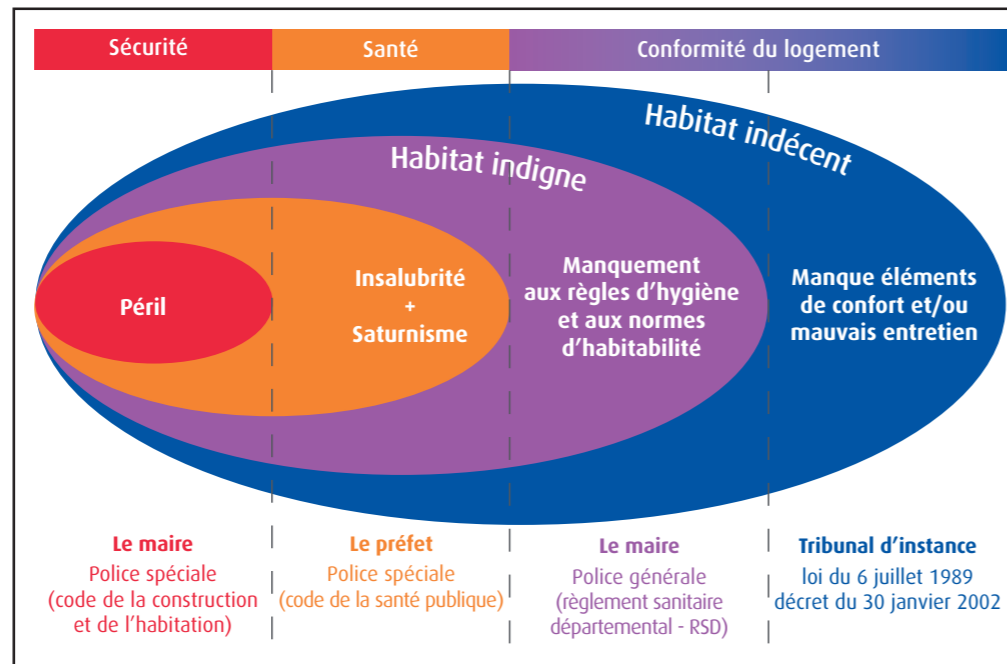 Sécurité
Santé
Conformité du logement
Habitat indécent
Habitat indigne
Péril
Insalubrité
+
Saturnisme
Manquement
aux règles d’hygiène
et aux normes
d’habitabilité
Manque éléments
de confort et/ou
mauvais entretien
Le maire
Police spéciale
(code de la construction
et de l’habitation)
Le préfet
Police spéciale
(code de la santé publique)
Le maire
Police générale
(règlement sanitaire
départemental - RSD)
Tribunal d’instance
loi du 6 juillet 1989
décret du 30 janvier 2002